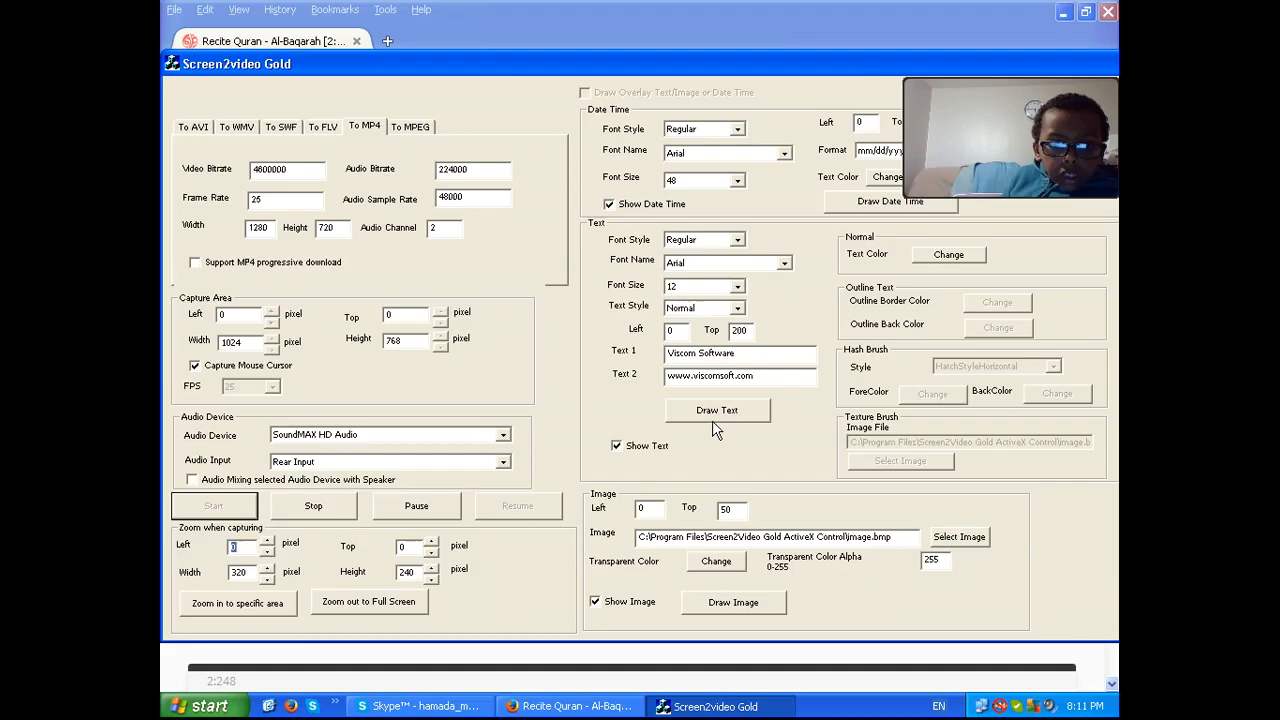 File Edit View History Bookmarks Tools Help
Recite Quran - Al-Baqarah [2:...
Screen2video Gold
To AVI To WMV To SWF To FLV To MP4 To MPEG
Video Bitrate 4600000 Audio Bitrate 224000
Frame Rate 25 Audio Sample Rate 48000
Width 1280 Height 720 Audio Channel 2
Support MP4 progressive download
Capture Area
Left 0 pixel Top 0 pixel
Width 1024 pixel Height 768 pixel
Capture Mouse Cursor
FPS 25
Audio Device
Audio Device SoundMAX HD Audio
Audio Input Rear Input
Audio Mixing selected Audio Device with Speaker
Start Stop Pause Resume
Zoom when capturing
Left 0 pixel Top 0 pixel
Width 320 pixel Height 240 pixel
Zoom in to specific area Zoom out to Full Screen
Draw Overlay Text/Image or Date Time
Date Time
Font Style Regular Left 0 To
Font Name Arial Format mm/dd/yyy
Font Size 48 Text Color Change
Show Date Time Draw Date Time
Text
Font Style Regular
Font Name Arial
Font Size 12
Text Style Normal
Left 0 Top 200
Text 1 Viscom Software
Text 2 www.viscomsoft.com
Draw Text
Show Text
Normal
Text Color Change
Outline Text
Outline Border Color Change
Outline Back Color Change
Hash Brush
Style HatchStyleHorizontal
ForeColor Change BackColor Change
Texture Brush
Image File
C:\Program Files\Screen2Video Gold ActiveX Control\image.b
Select Image
Image
Left 0 Top 50
Image C:\Program Files\Screen2Video Gold ActiveX Control\image.bmp Select Image
Transparent Color Change Transparent Color Alpha 0-255 255
Show Image Draw Image
2:248
start Skype™ - hamada_m... Recite Quran - Al-Baq... Screen2video Gold EN 8:11 PM